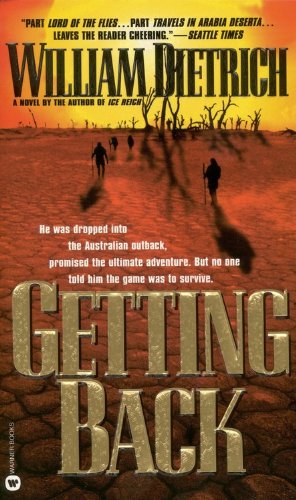 "PART LORD OF THE FLIES...PART TRAVELS IN ARABIA DESERTA...
LEAVES THE READER CHEERING."—SEATTLE TIMES
WILLIAM DIETRICH
A NOVEL BY THE AUTHOR OF ICE REICH
He was dropped into
the Australian outback,
promised the ultimate adventure. But no one
told him the game was to survive.
GETTING
BACK
WARNER BOOKS